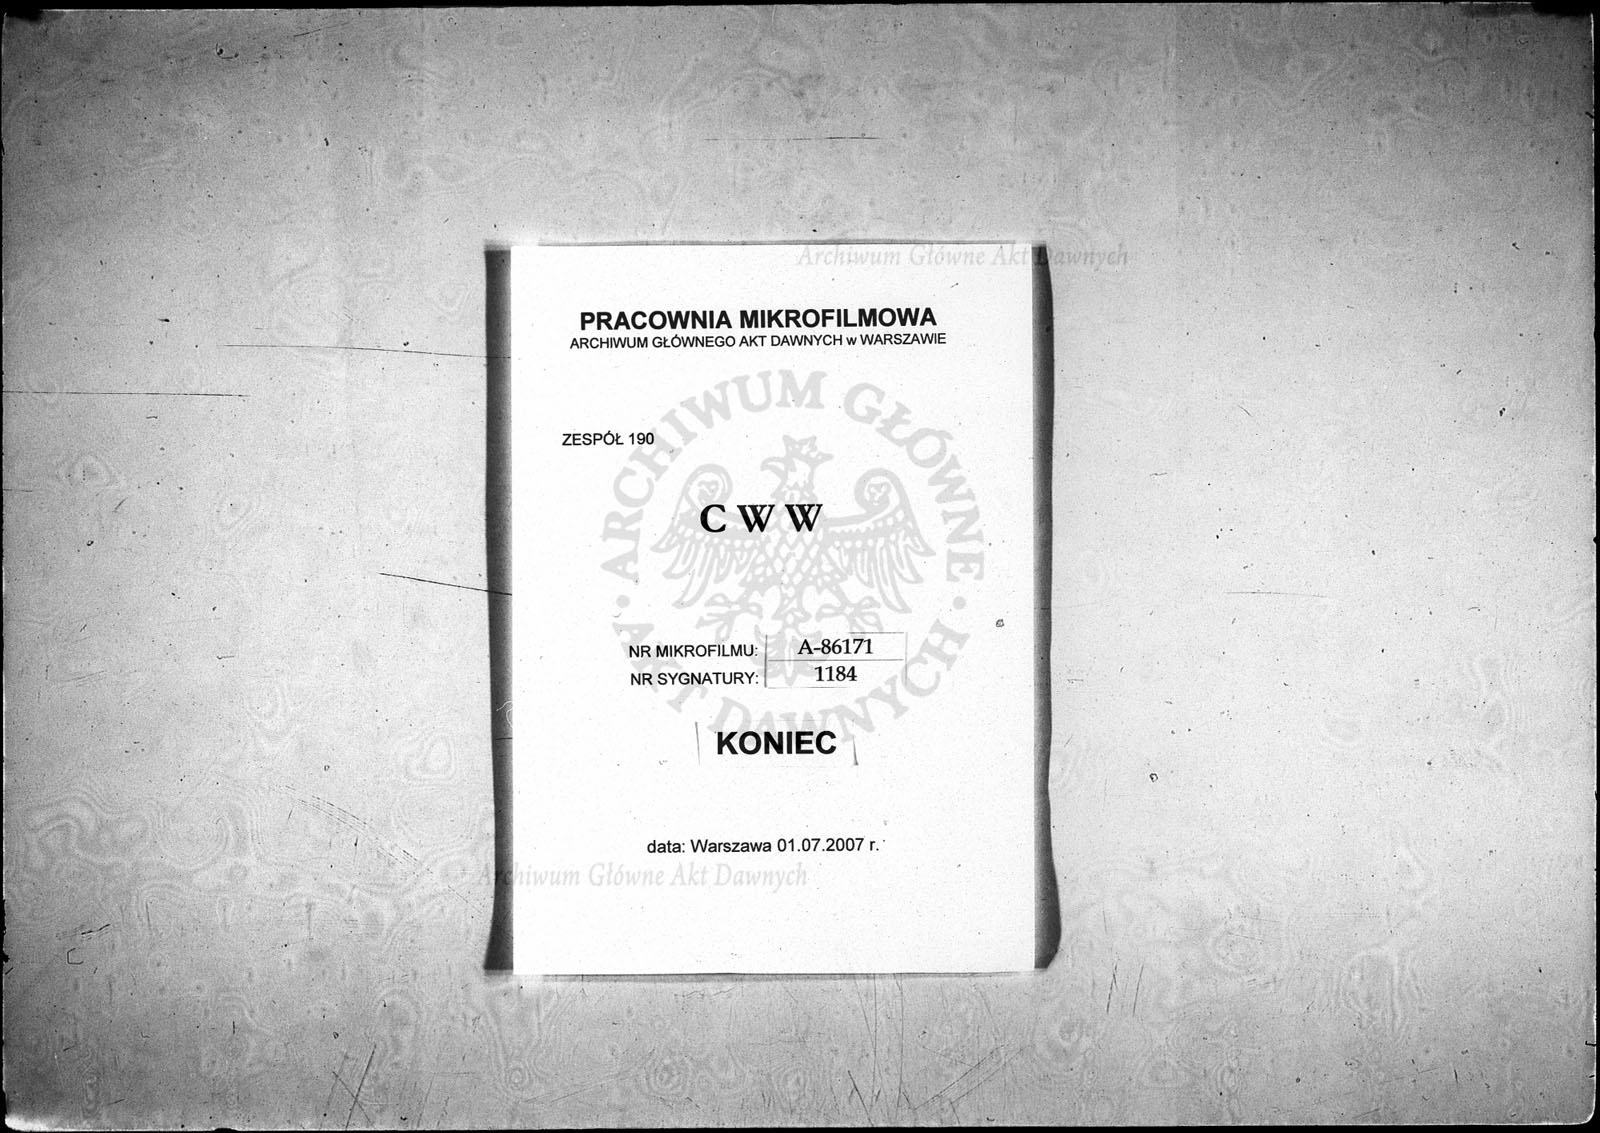 Archiwum Główne Akt Dawnych
PRACOWNIA MIKROFILMOWA
ARCHIWUM GŁÓWNEGO AKT DAWNYCH w WARSZAWIE
ARCHIWUM GŁÓWNE
ZESPÓŁ 190
C W W
NR MIKROFILMU: A-86171
NR SYGNATURY: 1184
AKT DAWNYCH
KONIEC
data: Warszawa 01.07.2007 r.
Archiwum Główne Akt Dawnych